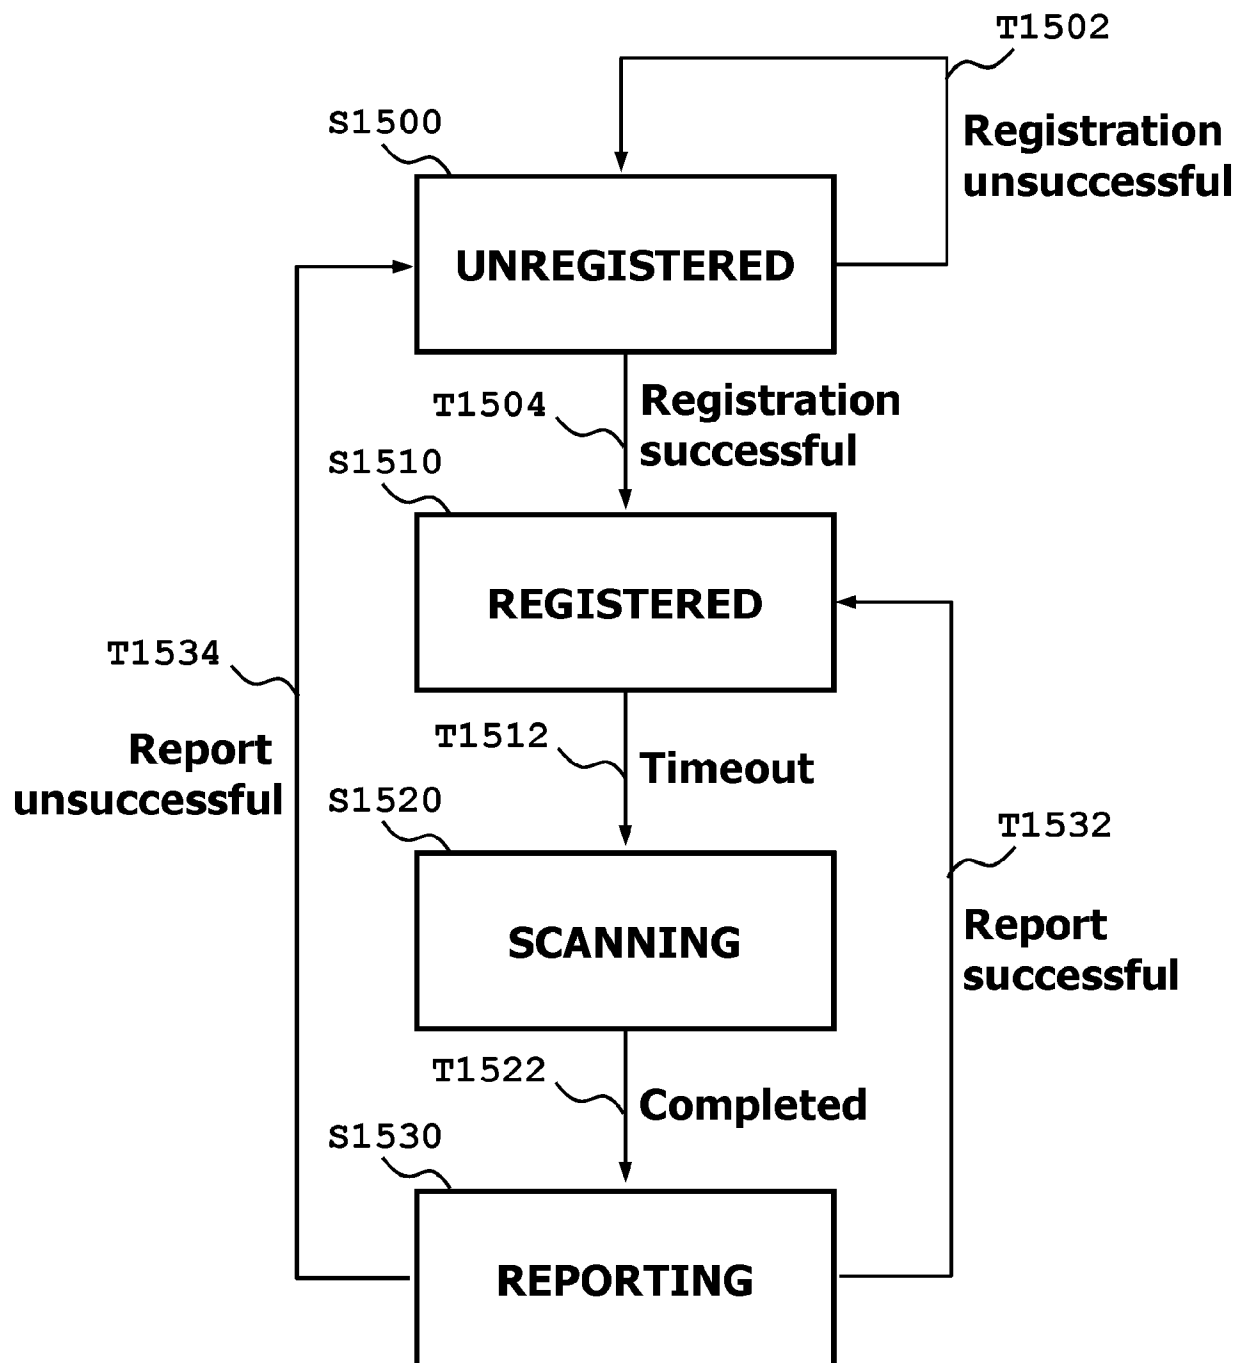 T1502
Registration
unsuccessful
S1500
UNREGISTERED
T1504
Registration
successful
S1510
REGISTERED
T1534
Report
unsuccessful
T1512
Timeout
S1520
SCANNING
T1532
Report
successful
T1522
Completed
S1530
REPORTING